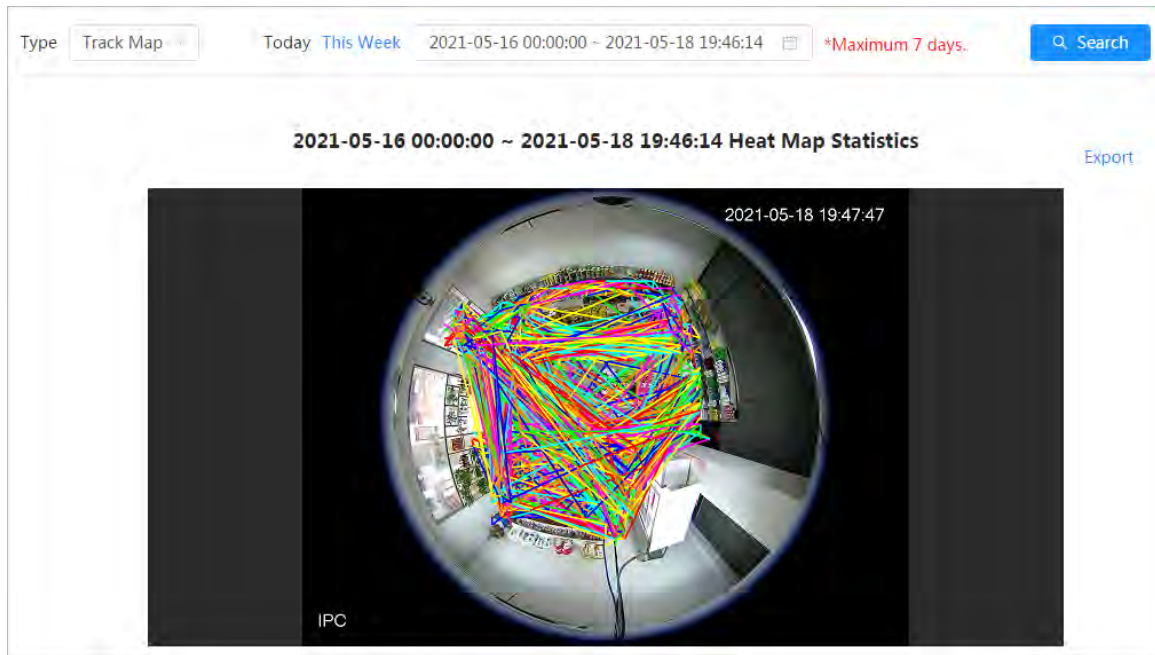 Type Track Map Today This Week 2021-05-16 00:00:00 ~ 2021-05-18 19:46:14 *Maximum 7 days. Search
2021-05-16 00:00:00 ~ 2021-05-18 19:46:14 Heat Map Statistics
Export
2021-05-18 19:47:47
IPC